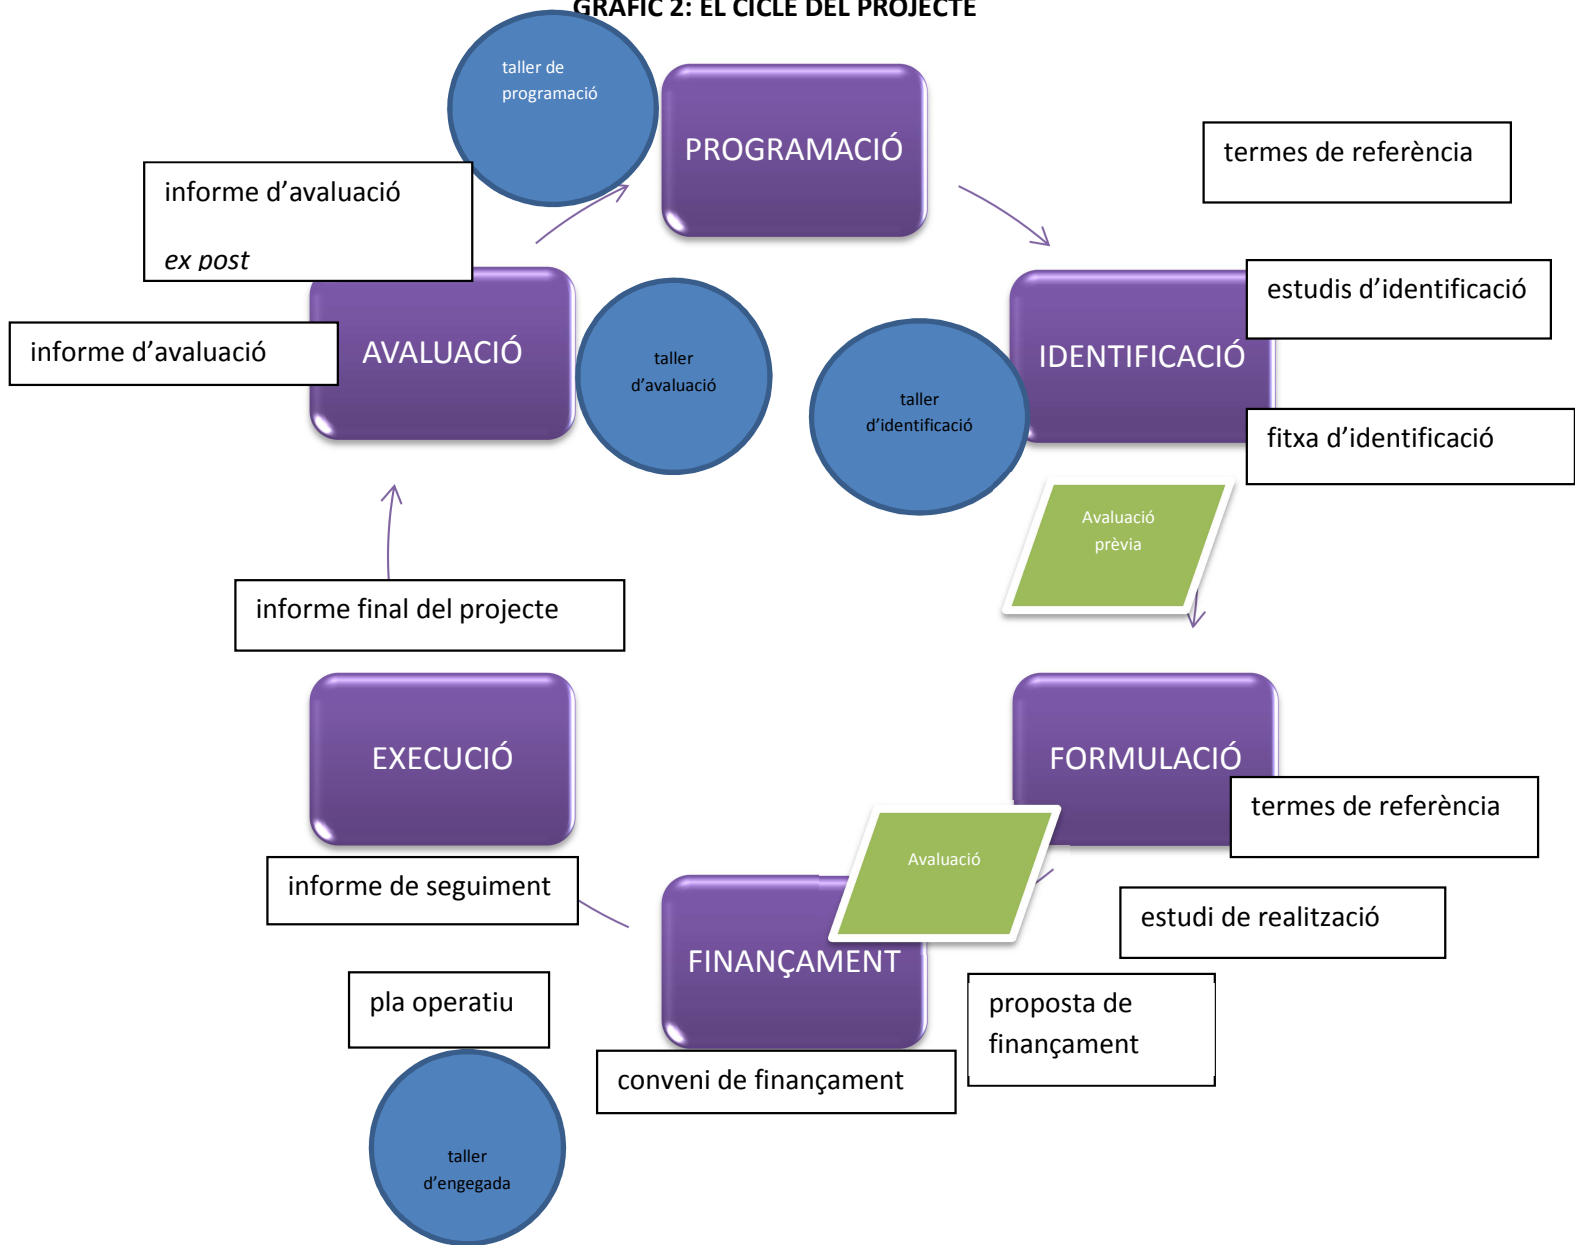 GRÀFIC 2: EL CICLE DEL PROJECTE
taller de
programació
PROGRAMACIÓ
termes de referència
informe d’avaluació
ex post
estudis d’identificació
informe d’avaluació
AVALUACIÓ
taller
d’avaluació
IDENTIFICACIÓ
taller
d’identificació
fitxa d’identificació
Avaluació
prèvia
informe final del projecte
EXECUCIÓ
FORMULACIÓ
termes de referència
Avaluació
informe de seguiment
estudi de realització
FINANÇAMENT
pla operatiu
proposta de
finançament
conveni de finançament
taller
d’engegada